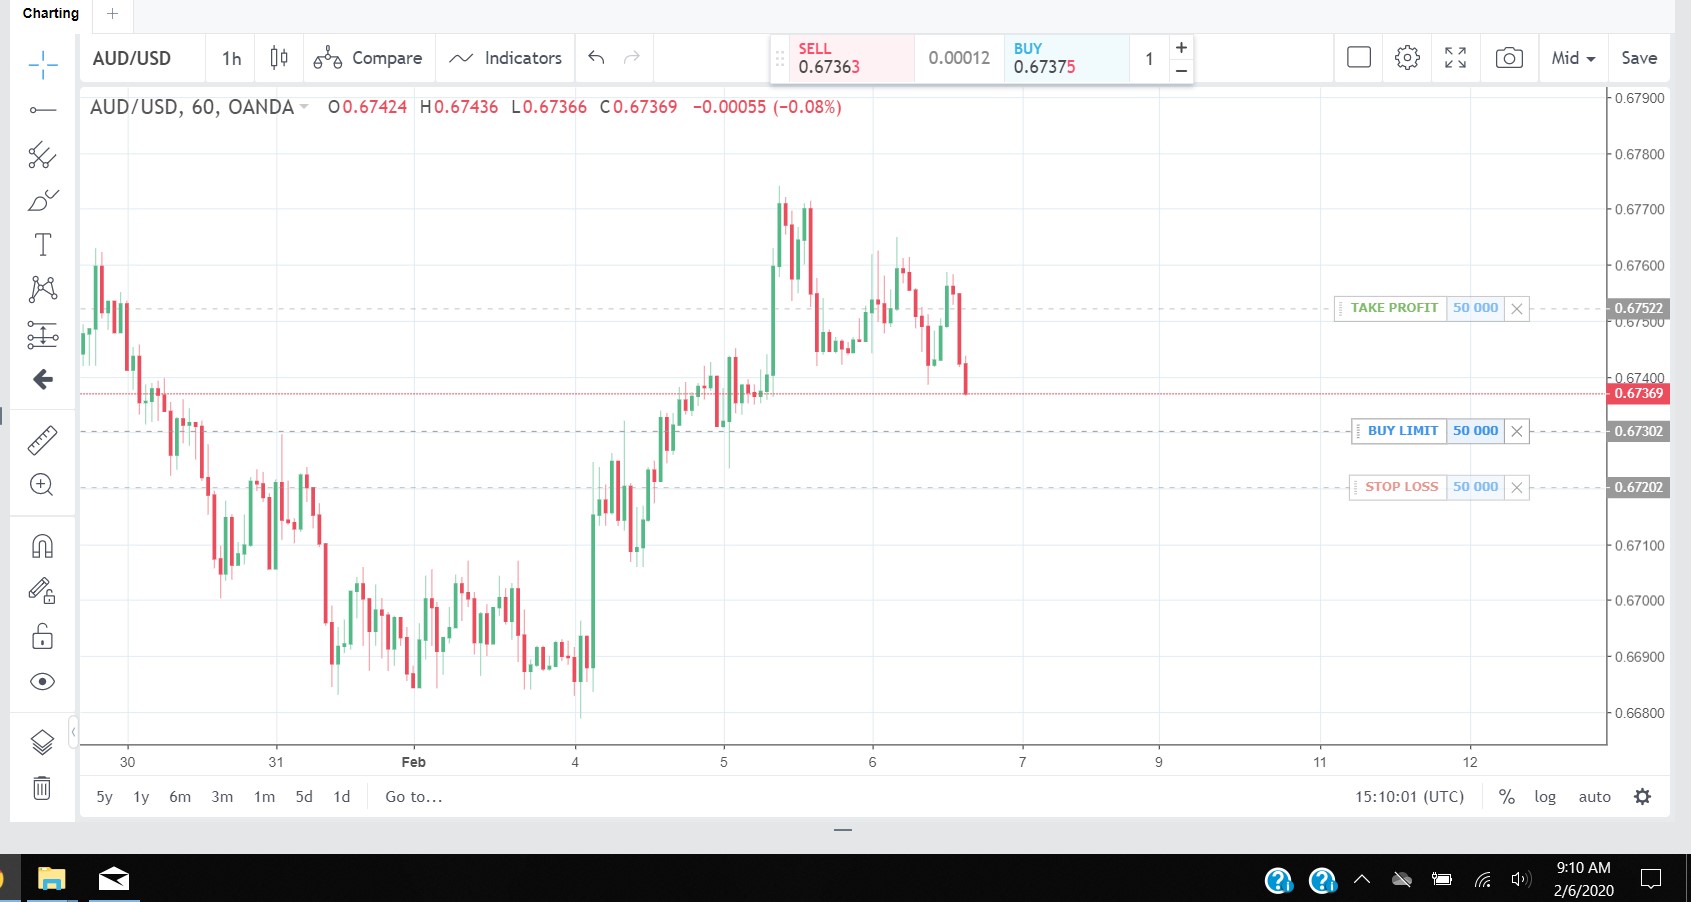 Charting +
AUD/USD 1h Compare Indicators SELL 0.67363 0.00012 BUY 0.67375 1 + − Mid Save
AUD/USD, 60, OANDA O0.67424 H0.67436 L0.67366 C0.67369 −0.00055 (−0.08%)
0.67900
0.67800
0.67700
0.67600
TAKE PROFIT 50 000 0.67522
0.67500
0.67400
0.67369
BUY LIMIT 50 000 0.67302
STOP LOSS 50 000 0.67202
0.67100
0.67000
0.66900
0.66800
30 31 Feb 4 5 6 7 9 11 12
5y 1y 6m 3m 1m 5d 1d Go to... 15:10:01 (UTC) % log auto
9:10 AM
2/6/2020